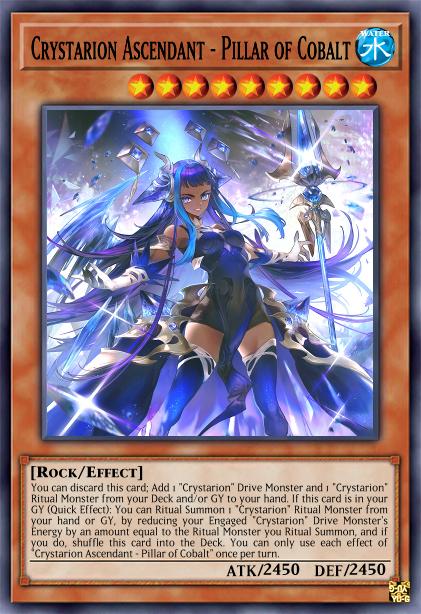 Crystarion Ascendant - Pillar of Cobalt
WATER
水
[Rock/Effect]
You can discard this card; Add 1 "Crystarion" Drive Monster and 1 "Crystarion"
Ritual Monster from your Deck and/or GY to your hand. If this card is in your
GY (Quick Effect): You can Ritual Summon 1 "Crystarion" Ritual Monster from
your hand or GY, by reducing your Engaged "Crystarion" Drive Monster's
Energy by an amount equal to the Ritual Monster you Ritual Summon, and if
you do, shuffle this card into the Deck. You can only use each effect of
"Crystarion Ascendant - Pillar of Cobalt" once per turn.
ATK/2450 DEF/2450